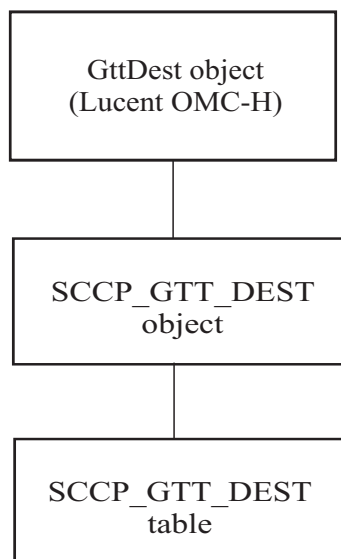 GttDest object
(Lucent OMC-H)
SCCP_GTT_DEST
object
SCCP_GTT_DEST
table